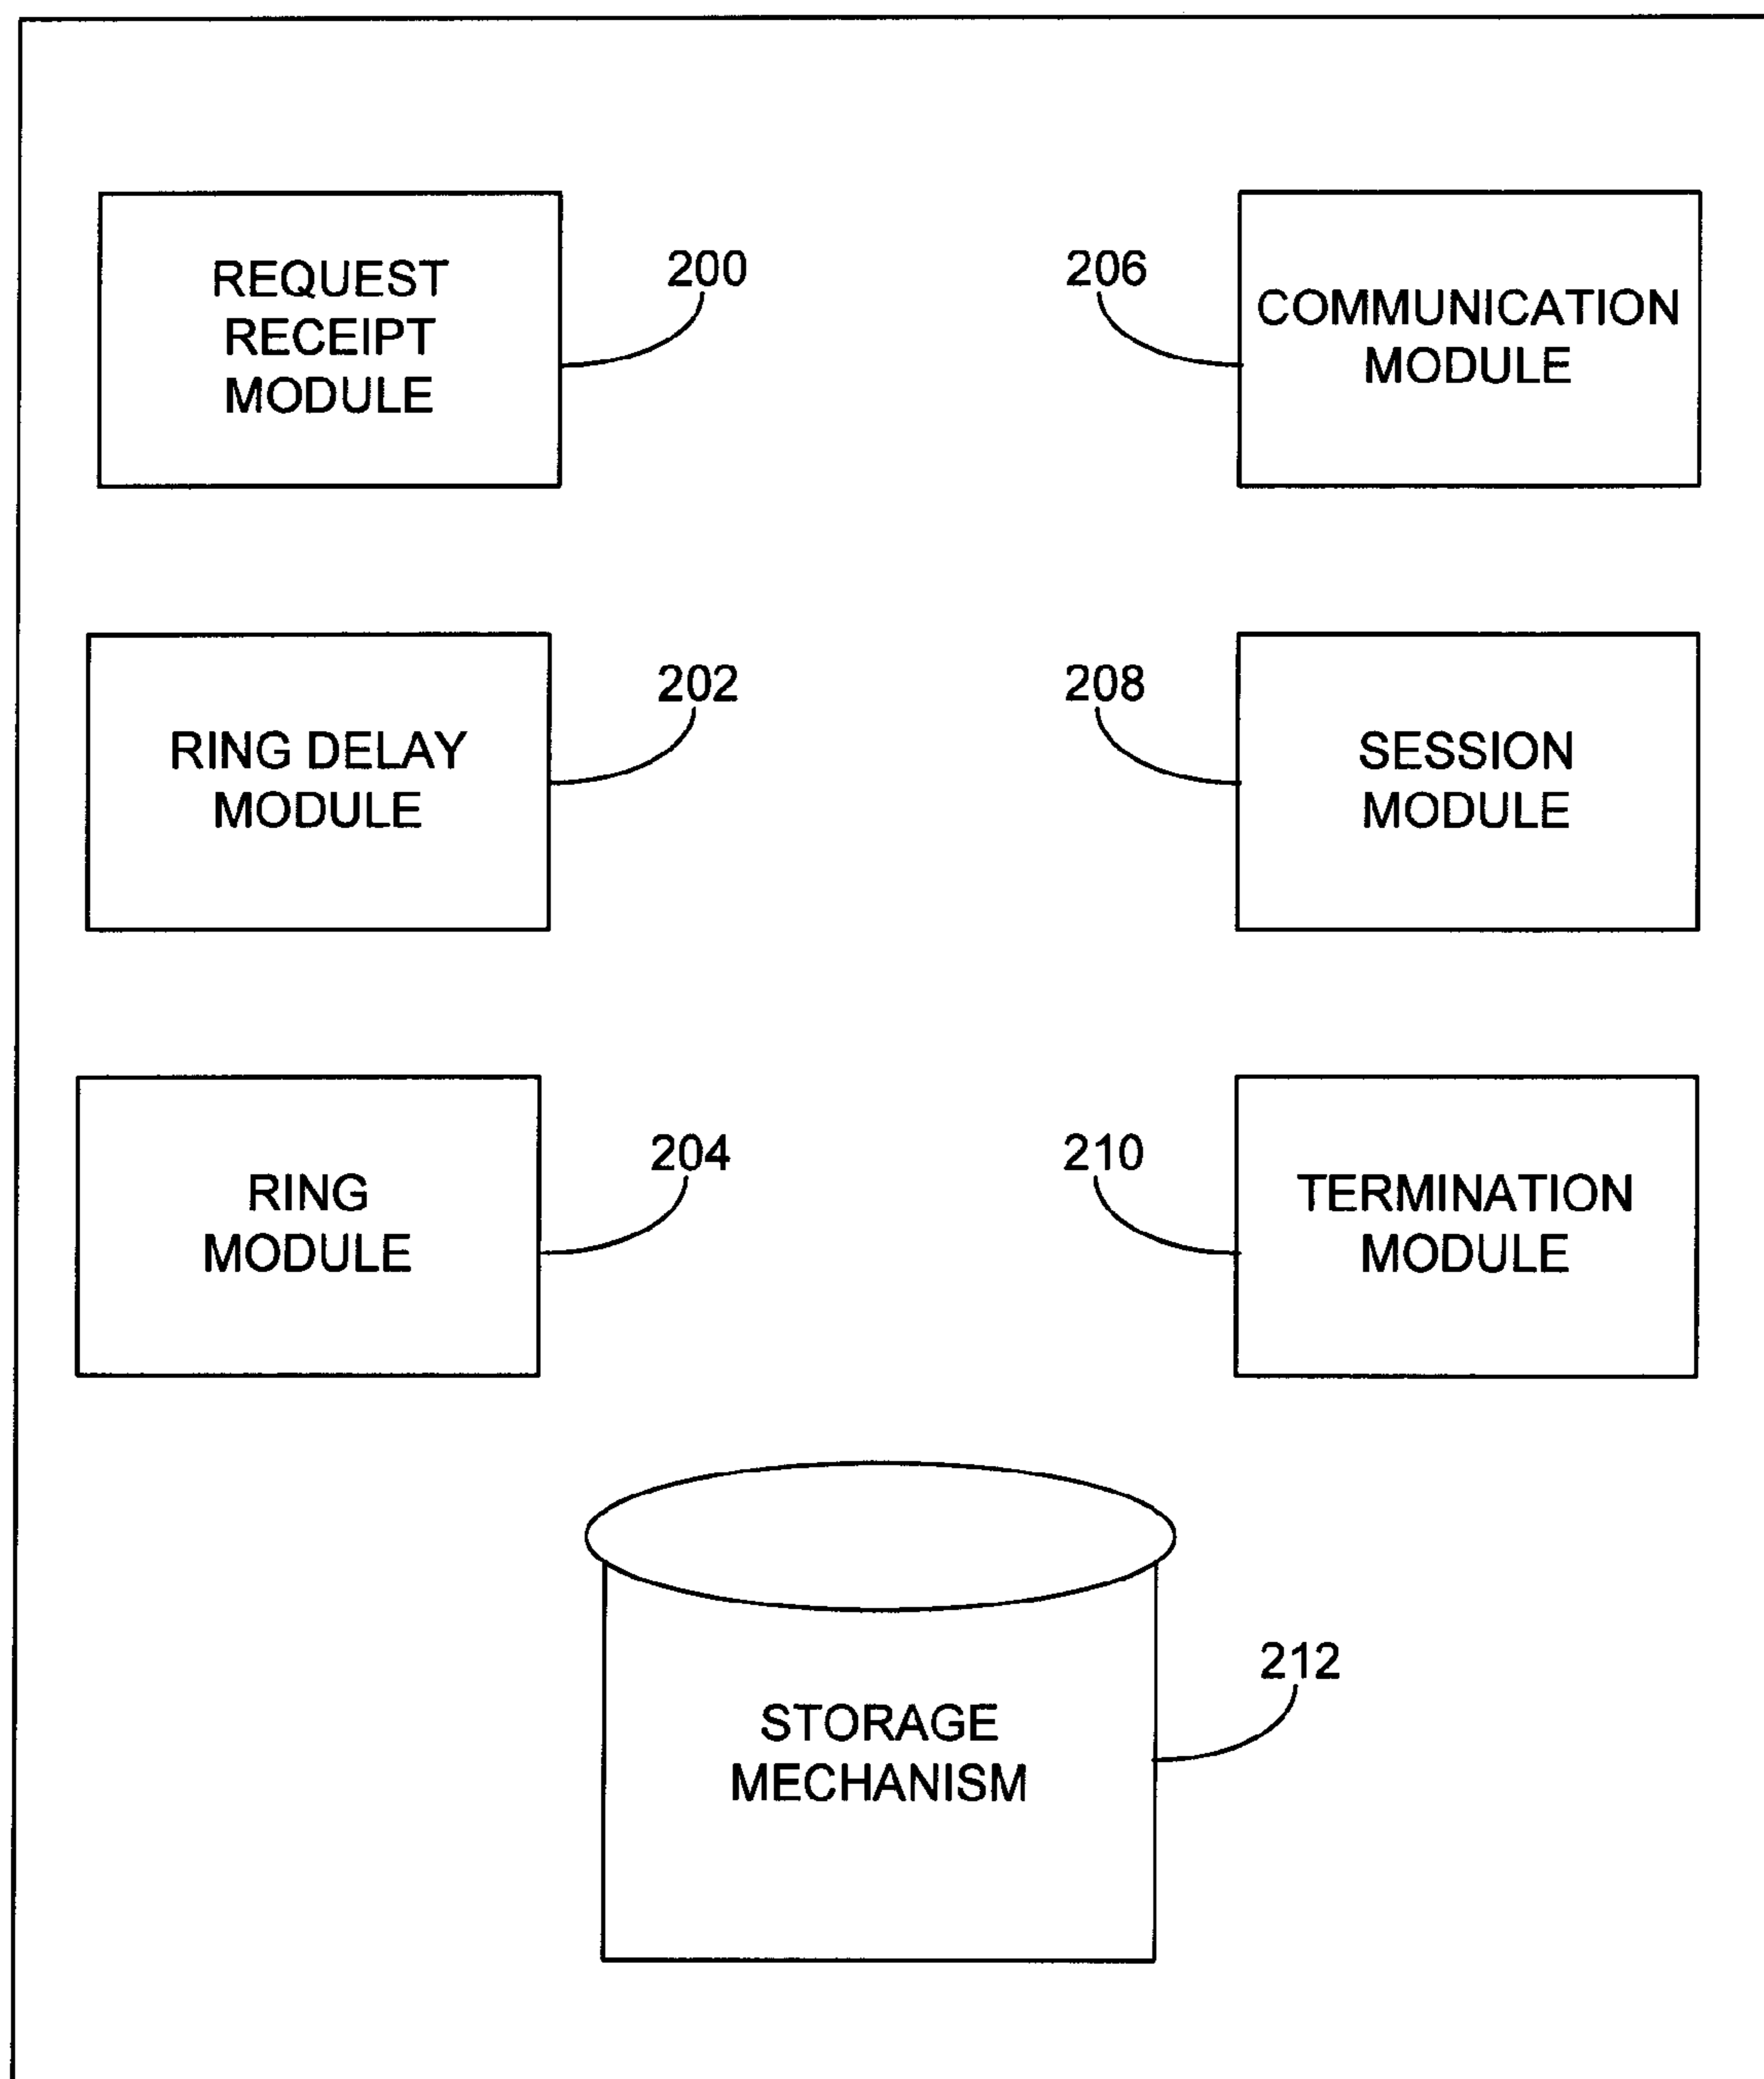 REQUEST
RECEIPT
MODULE
200
206
COMMUNICATION
MODULE
RING DELAY
MODULE
202
208
SESSION
MODULE
RING
MODULE
204
210
TERMINATION
MODULE
STORAGE
MECHANISM
212